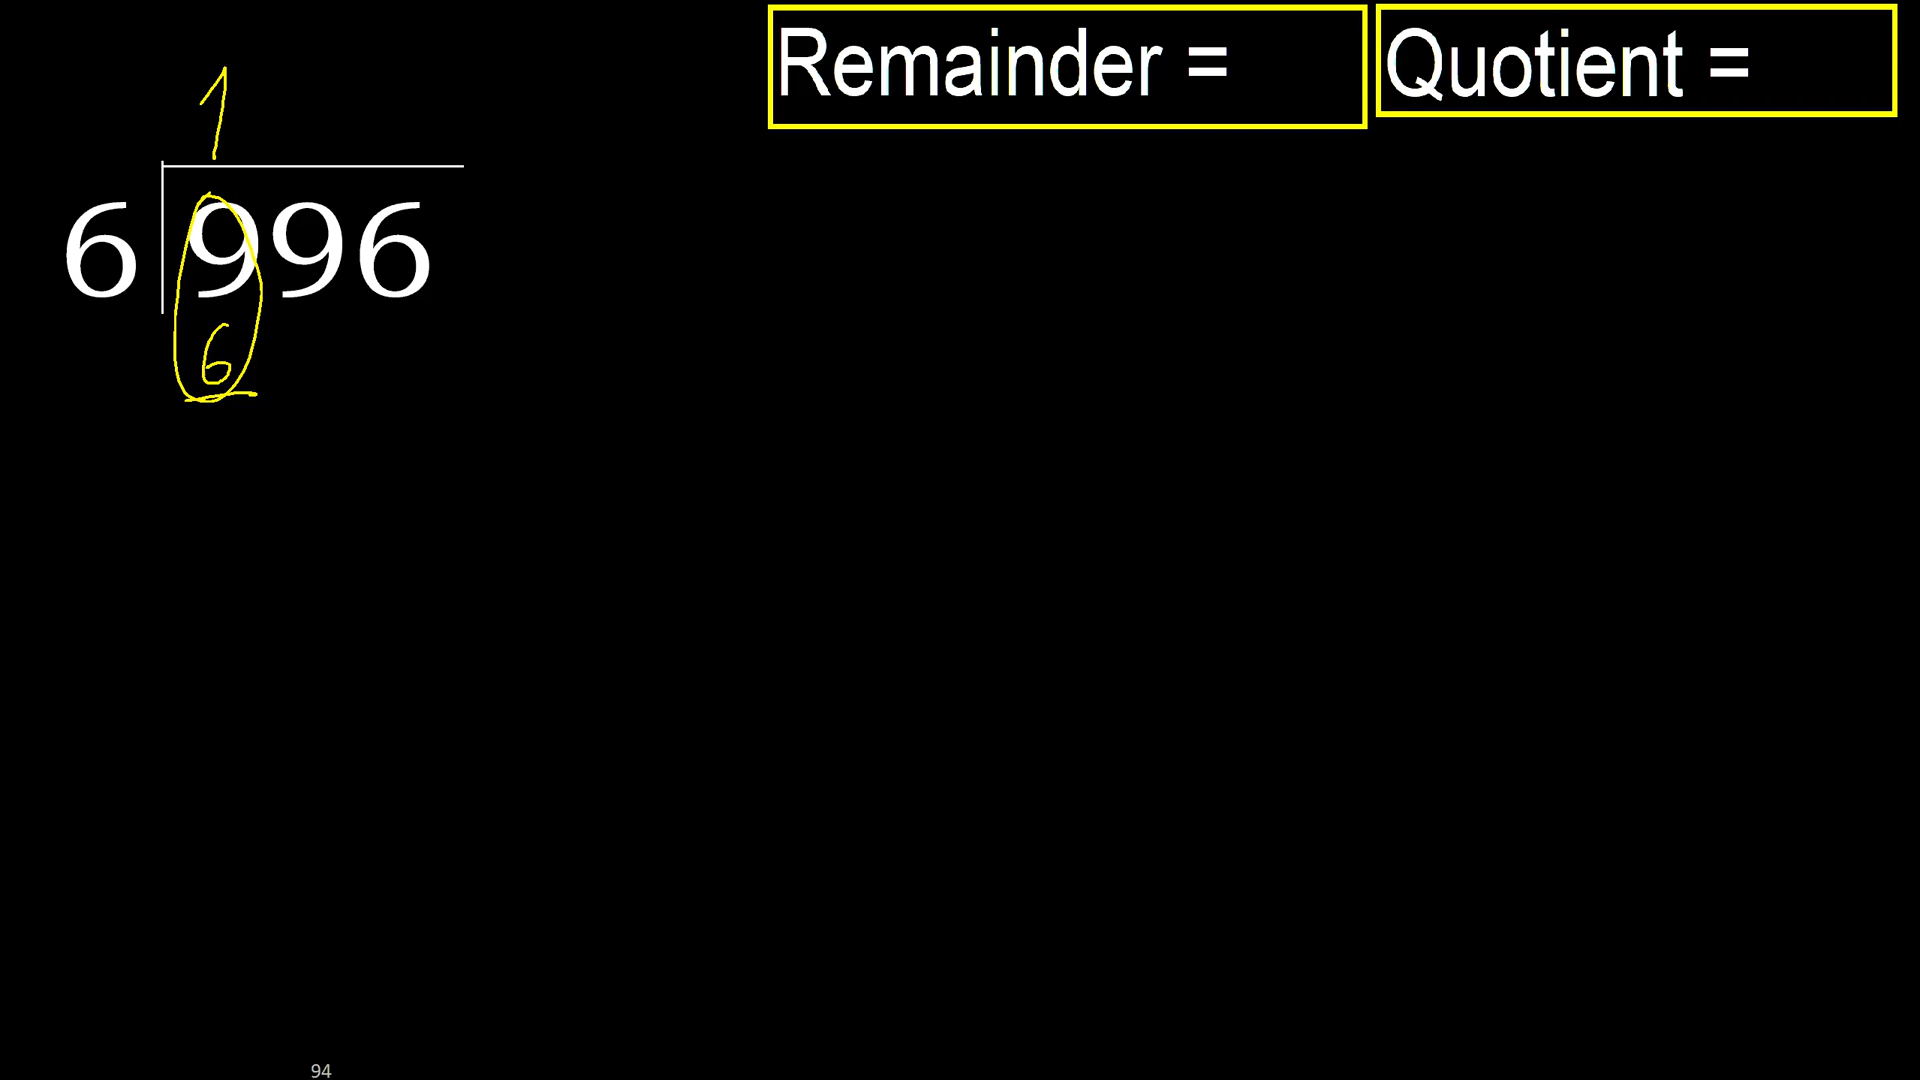 Remainder = Quotient =
1
6 996
6
94